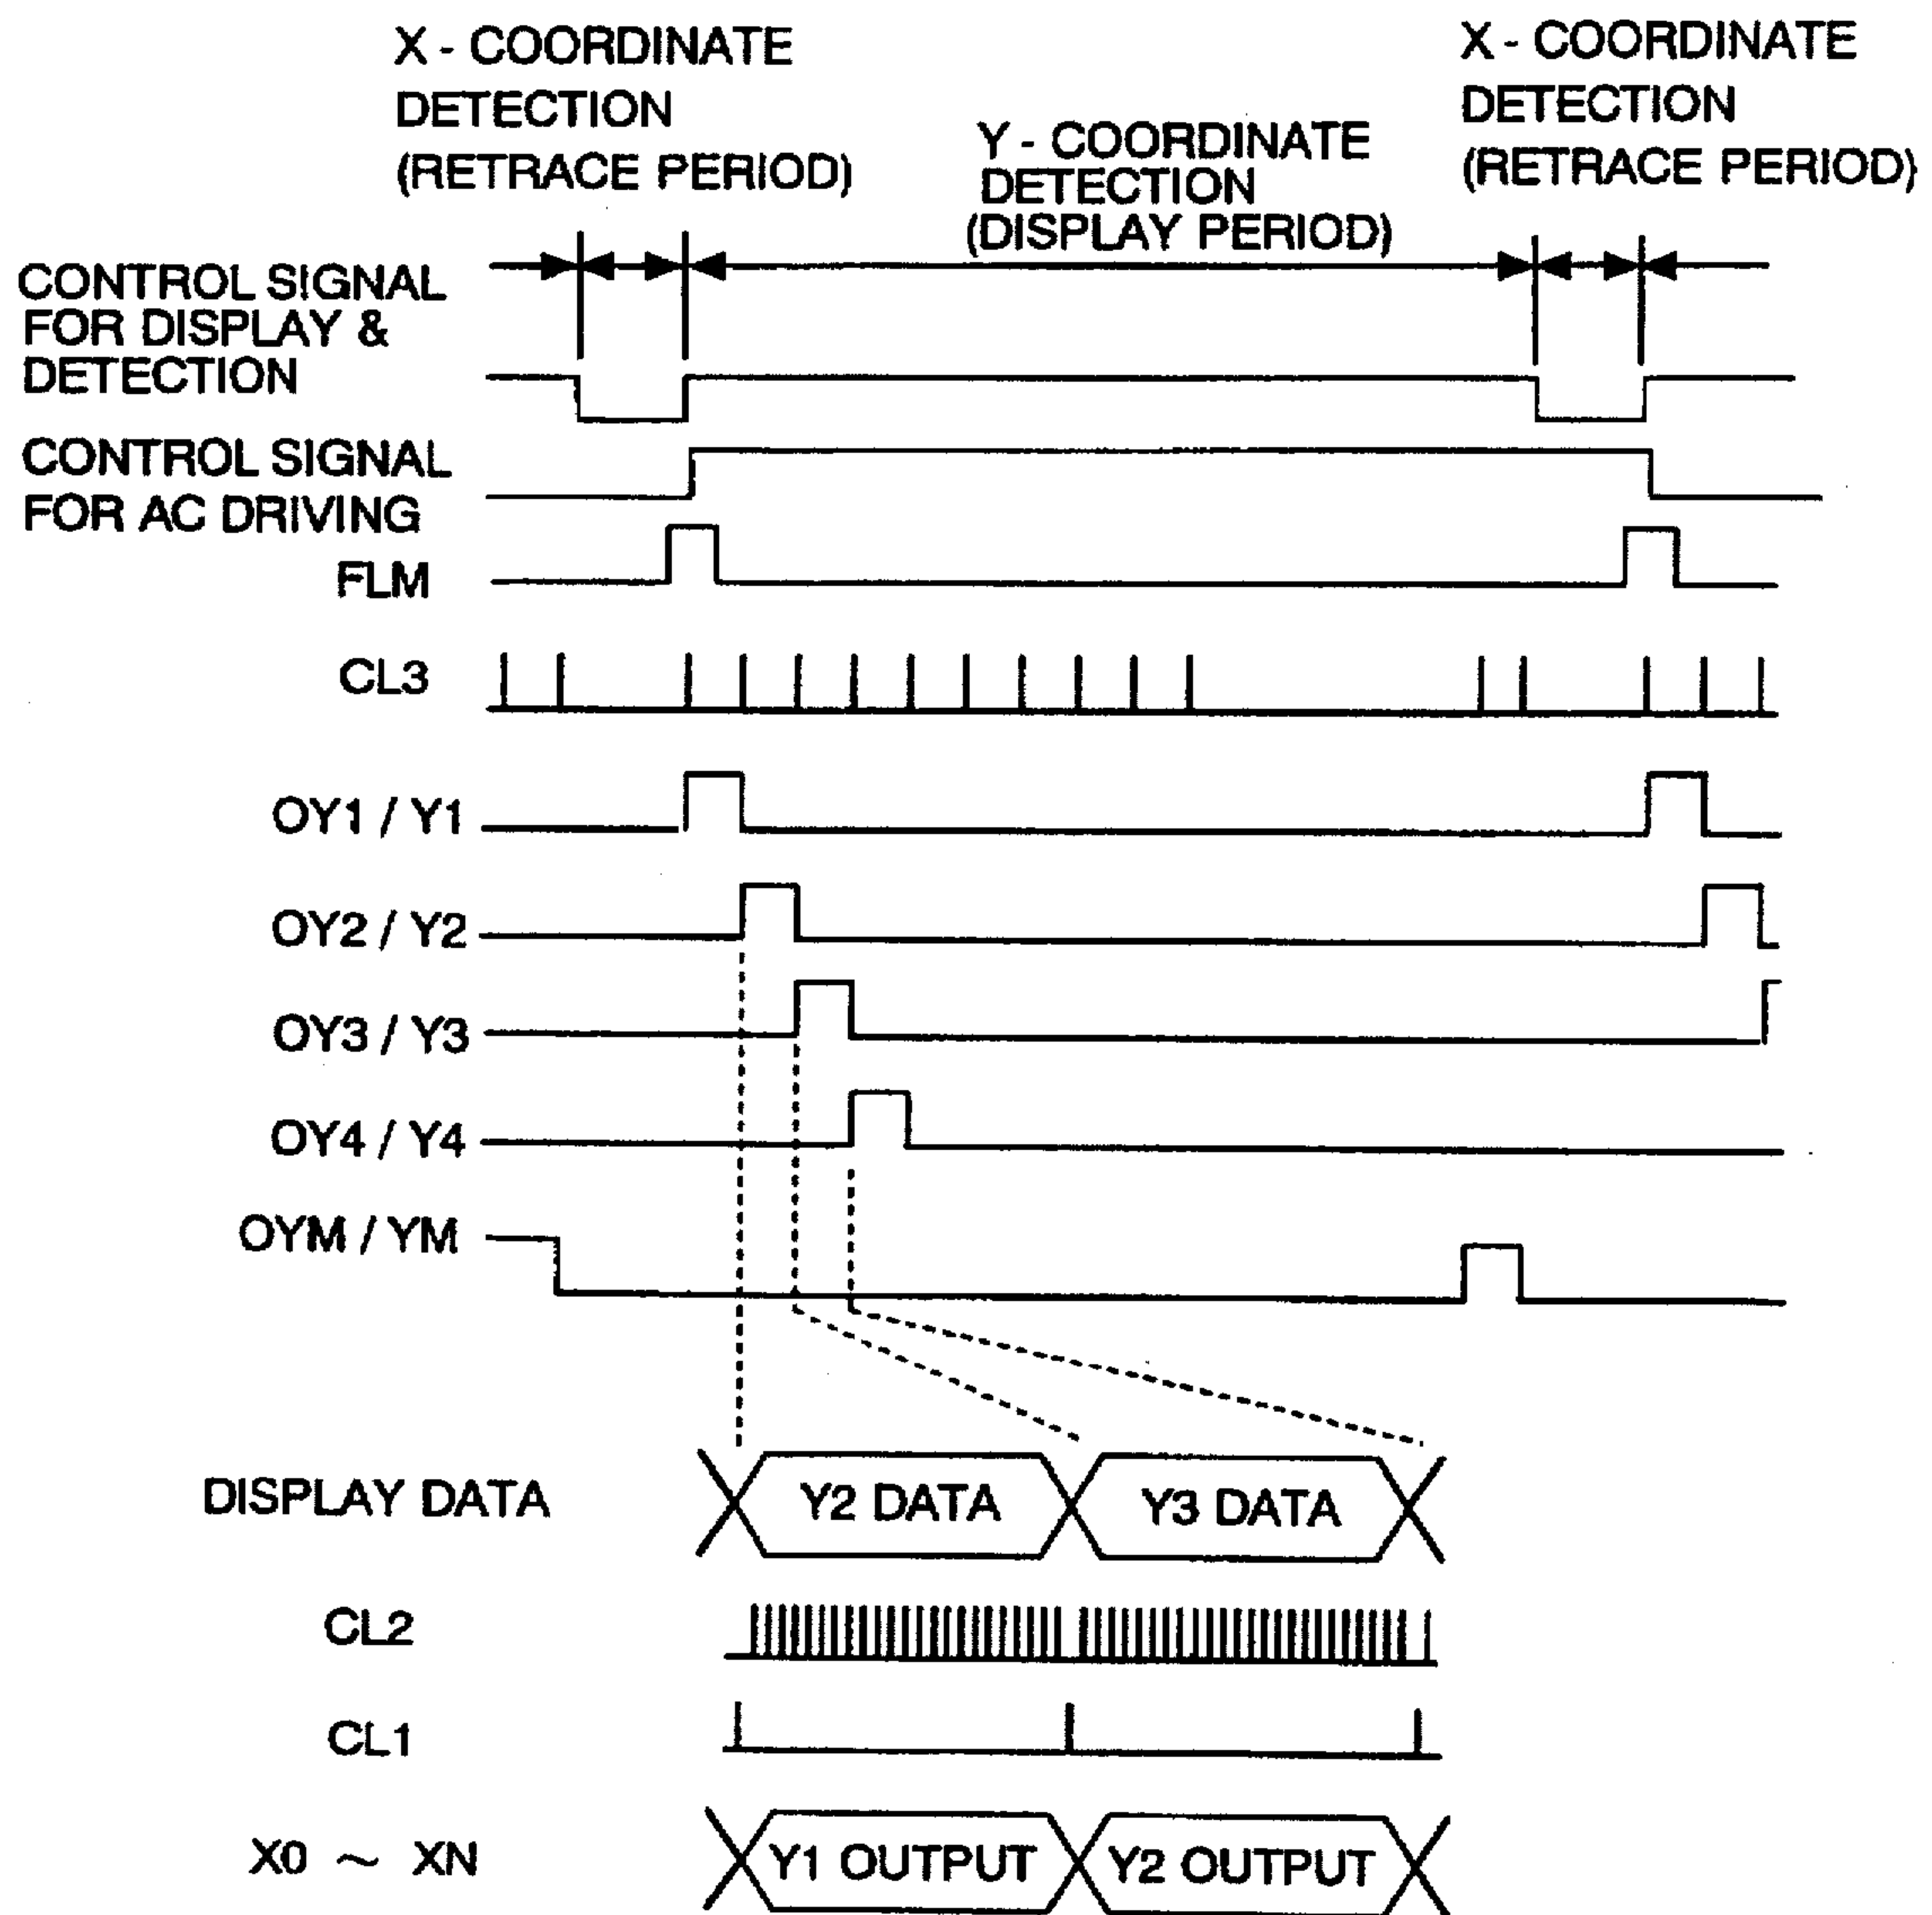 X - COORDINATE
DETECTION
(RETRACE PERIOD)
Y - COORDINATE
DETECTION
(DISPLAY PERIOD)
X - COORDINATE
DETECTION
(RETRACE PERIOD)
CONTROL SIGNAL
FOR DISPLAY &
DETECTION
CONTROL SIGNAL
FOR AC DRIVING
FLM
CL3
OY1 / Y1
OY2 / Y2
OY3 / Y3
OY4 / Y4
OYM / YM
DISPLAY DATA
Y2 DATA
Y3 DATA
CL2
CL1
X0 ~ XN
Y1 OUTPUT
Y2 OUTPUT